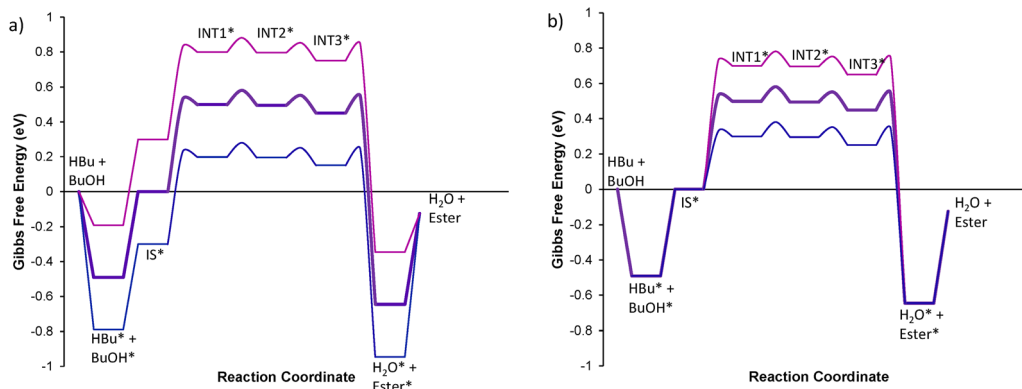 a)
Gibbs Free Energy (eV)
1
0.8
0.6
0.4
0.2
0
-0.2
-0.4
-0.6
-0.8
-1
HBu +
BuOH
INT1*
INT2*
INT3*
IS*
HBu* +
BuOH*
H₂O +
Ester
H₂O* +
Ester*
Reaction Coordinate
b)
Gibbs Free Energy (eV)
1
0.8
0.6
0.4
0.2
0
-0.2
-0.4
-0.6
-0.8
-1
HBu +
BuOH
INT1*
INT2*
INT3*
IS*
HBu* +
BuOH*
H₂O +
Ester
H₂O* +
Ester*
Reaction Coordinate